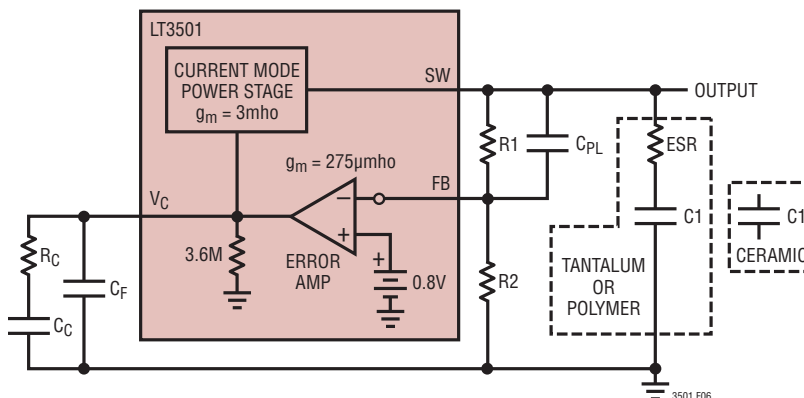 LT3501
CURRENT MODE
POWER STAGE
gm = 3mho
SW
OUTPUT
R1
CPL
ESR
gm = 275µmho
FB
VC
C1
C1
CERAMIC
RC
CF
3.6M
ERROR
AMP
0.8V
R2
TANTALUM
OR
POLYMER
CC
3501 F06